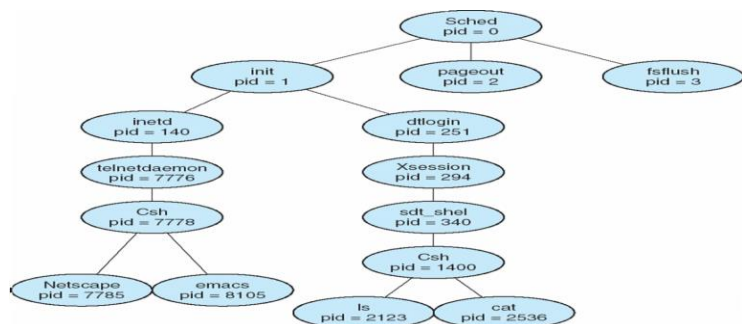 Sched
pid = 0
init
pid = 1
pageout
pid = 2
fsflush
pid = 3
inetd
pid = 140
dtlogin
pid = 251
telnetdaemon
pid = 7776
Xsession
pid = 294
Csh
pid = 7778
sdt_shel
pid = 340
Csh
pid = 1400
Netscape
pid = 7785
emacs
pid = 8105
ls
pid = 2123
cat
pid = 2536